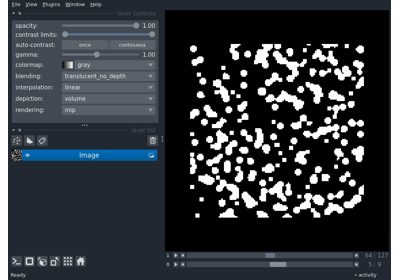 File View Plugins Window Help
layer controls
opacity: 1.00
contrast limits:
auto-contrast: once continuous
gamma: 1.00
colormap: gray
blending: translucent_no_depth
interpolation: linear
depiction: volume
rendering: mip
layer list
Image
1 64 127
0 5 9
Ready activity